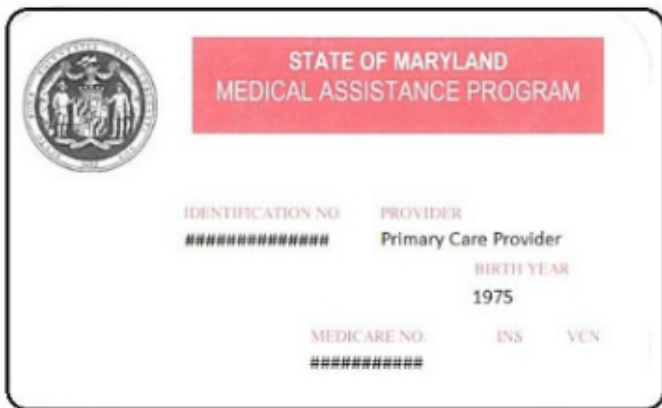 STATE OF MARYLAND
MEDICAL ASSISTANCE PROGRAM
IDENTIFICATION NO. PROVIDER
############## Primary Care Provider
BIRTH YEAR
1975
MEDICARE NO. INS VCN
###########